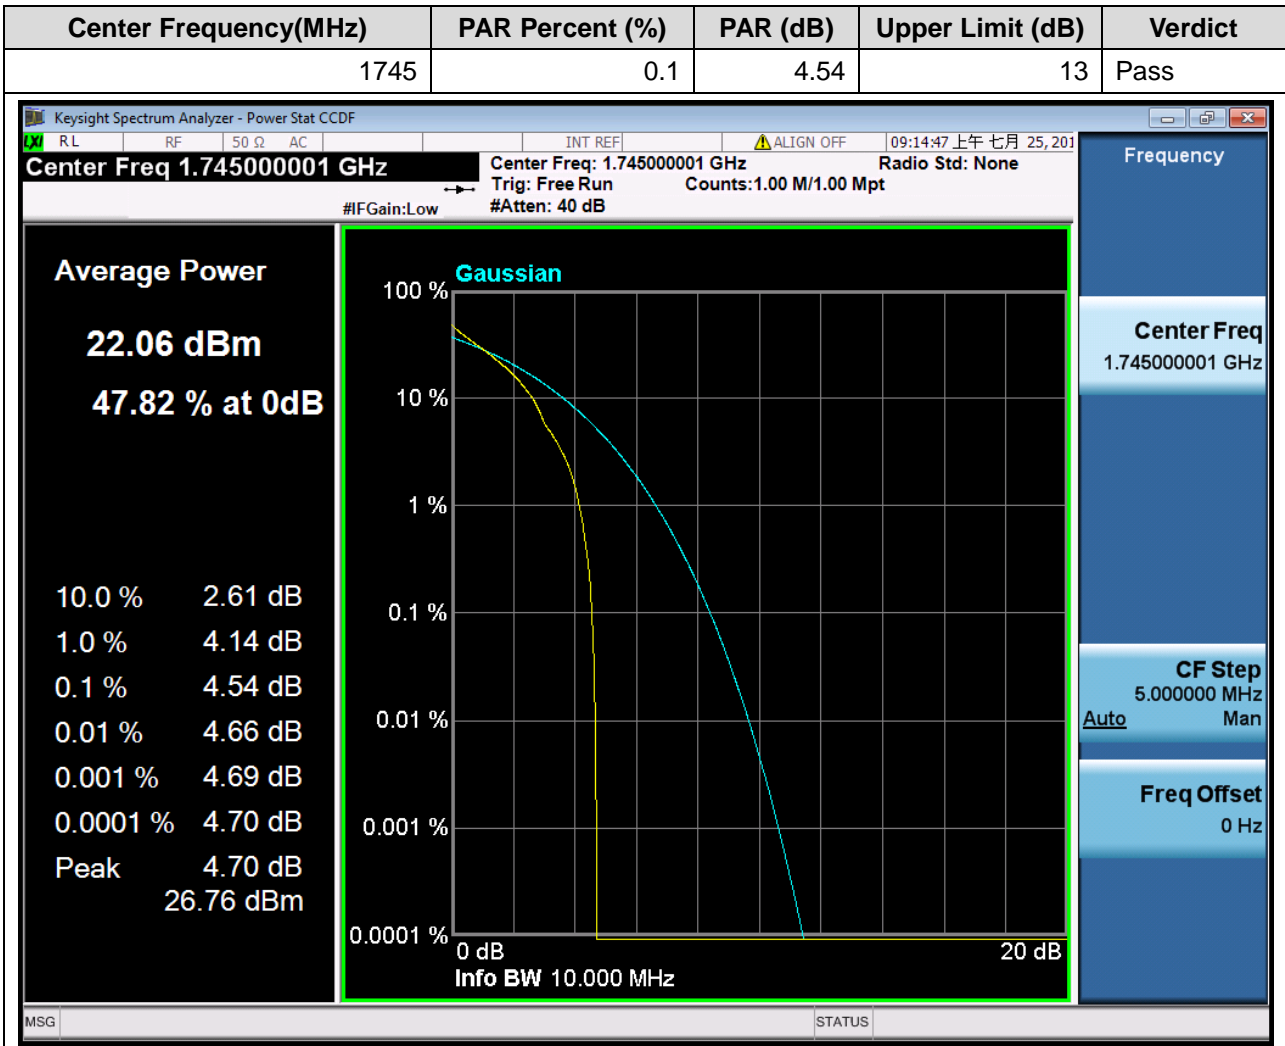 Center Frequency(MHz) PAR Percent (%) PAR (dB) Upper Limit (dB) Verdict
1745 0.1 4.54 13 Pass
Keysight Spectrum Analyzer - Power Stat CCDF
LXI RL RF 50 Ω AC INT REF ALIGN OFF 09:14:47 上午 七月 25, 201
Center Freq 1.745000001 GHz
Center Freq: 1.745000001 GHz Radio Std: None
Trig: Free Run Counts:1.00 M/1.00 Mpt
#IFGain:Low #Atten: 40 dB
Frequency
Average Power
22.06 dBm
47.82 % at 0dB
10.0 % 2.61 dB
1.0 % 4.14 dB
0.1 % 4.54 dB
0.01 % 4.66 dB
0.001 % 4.69 dB
0.0001 % 4.70 dB
Peak 4.70 dB
26.76 dBm
Gaussian
100 %
10 %
1 %
0.1 %
0.01 %
0.001 %
0.0001 %
0 dB 20 dB
Info BW 10.000 MHz
Center Freq
1.745000001 GHz
CF Step
5.000000 MHz
Auto Man
Freq Offset
0 Hz
MSG STATUS